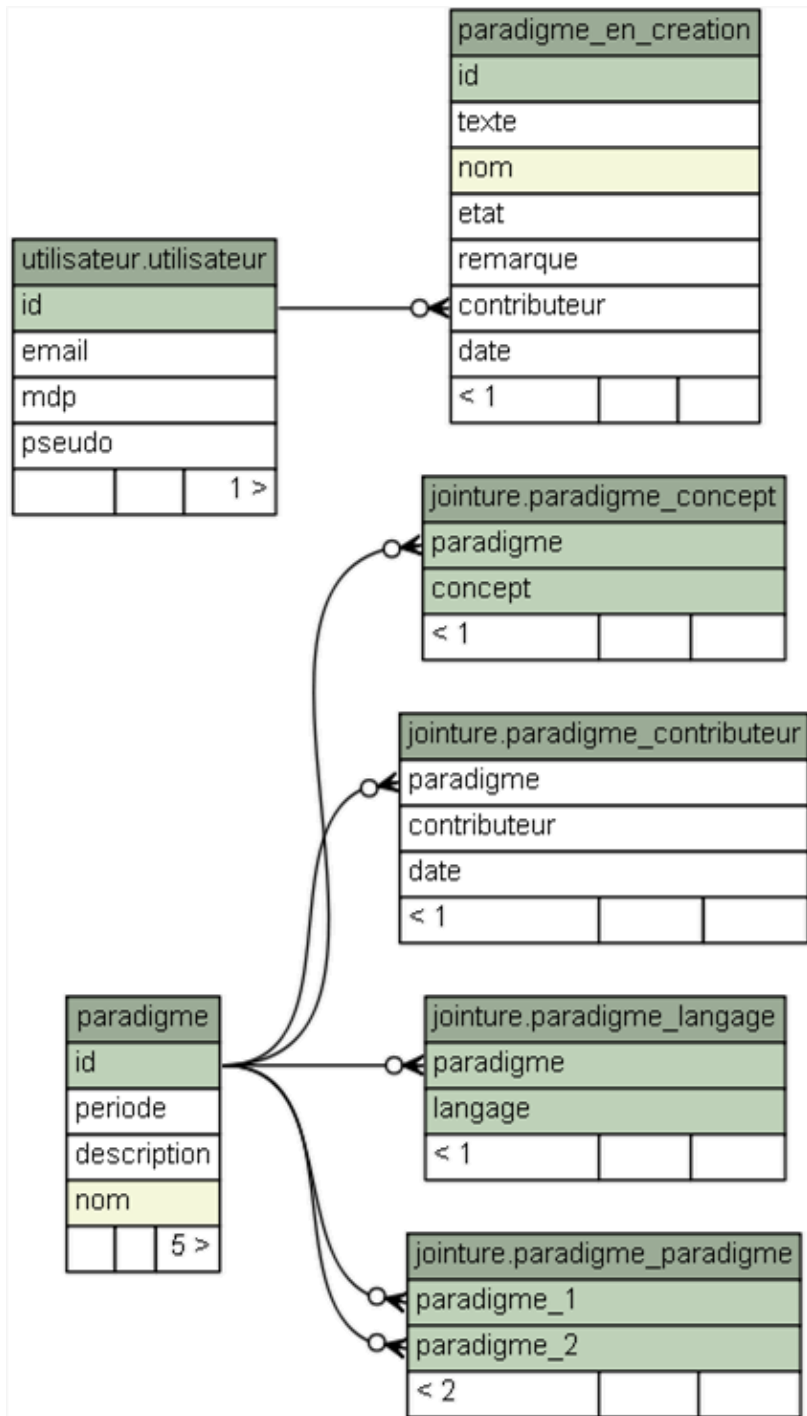 paradigme_en_creation
id
texte
nom
etat
remarque
contributeur
date
< 1
utilisateur.utilisateur
id
email
mdp
pseudo
1 >
jointure.paradigme_concept
paradigme
concept
< 1
jointure.paradigme_contributeur
paradigme
contributeur
date
< 1
paradigme
id
periode
description
nom
5 >
jointure.paradigme_langage
paradigme
langage
< 1
jointure.paradigme_paradigme
paradigme_1
paradigme_2
< 2